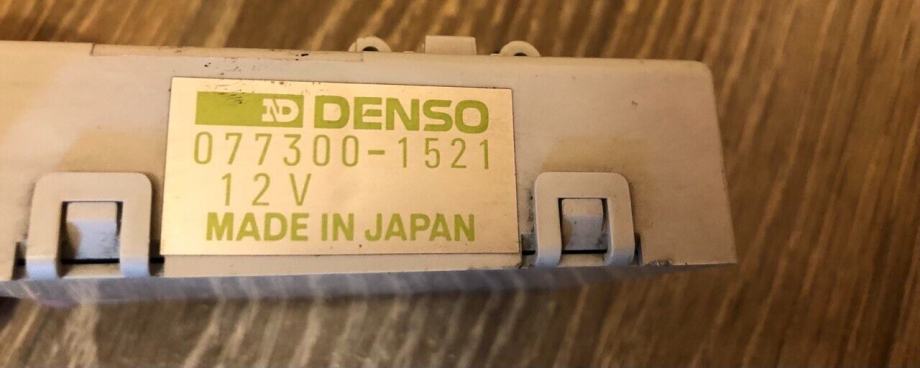 ND DENSO
077300-1521
12V
MADE IN JAPAN